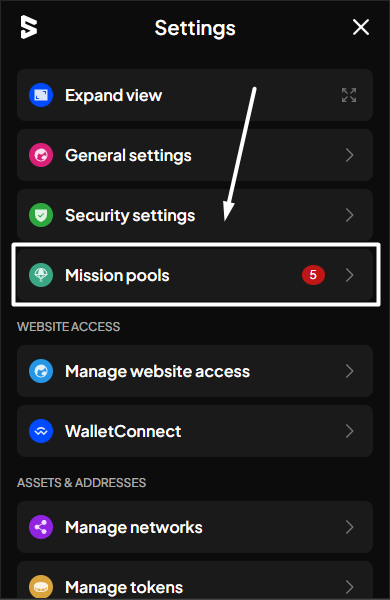 Settings
Expand view
General settings
Security settings
Mission pools 5
WEBSITE ACCESS
Manage website access
WalletConnect
ASSETS & ADDRESSES
Manage networks
Manage tokens